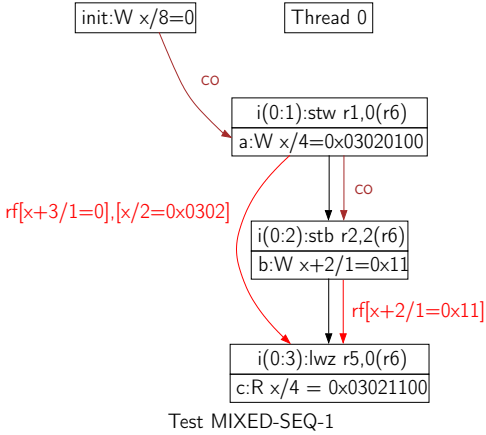 init:W x/8=0
Thread 0
co
i(0:1):stw r1,0(r6)
a:W x/4=0x03020100
co
rf[x+3/1=0],[x/2=0x0302]
i(0:2):stb r2,2(r6)
b:W x+2/1=0x11
rf[x+2/1=0x11]
i(0:3):lwz r5,0(r6)
c:R x/4 = 0x03021100
Test MIXED-SEQ-1